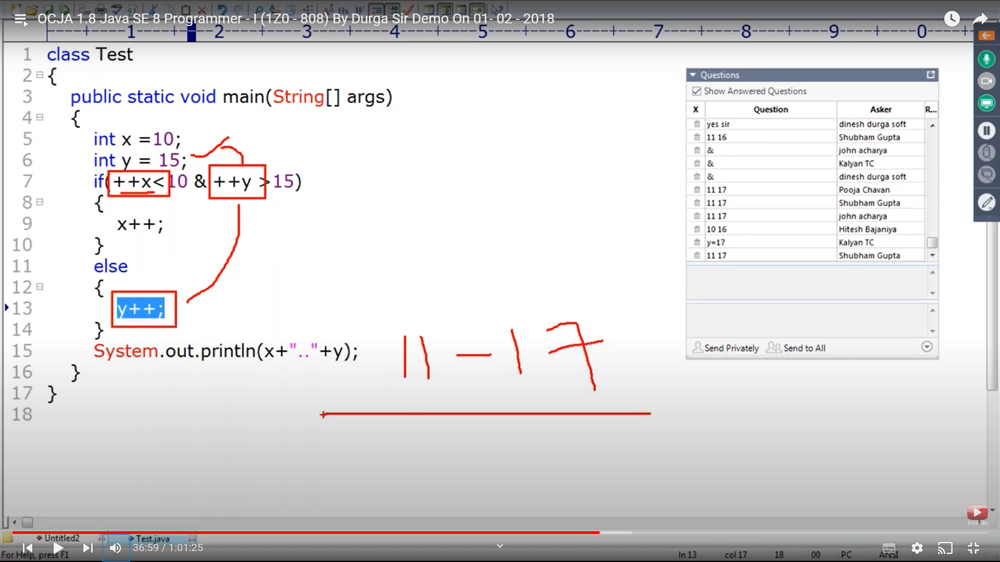 OCJA 1.8 Java SE 8 Programmer - I (1Z0 - 808) By Durga Sir Demo On 01- 02 - 2018
----+----1----+----2----+----3----+----4----+----5----+----6----+----7----+----8----+----9----+----0----+--
1 class Test
2 {
3 public static void main(String[] args)
4 {
5 int x =10;
6 int y = 15;
7 if(++x< 10 & ++y >15)
8 {
9 x++;
10 }
11 else
12 {
13 y++;
14 }
15 System.out.println(x+".."+y);
16 }
17 }
18
11 - 17
Questions
Show Answered Questions
X Question Asker R...
yes sir dinesh durga soft
11 16 Shubham Gupta
& john acharya
& Kalyan TC
& dinesh durga soft
11 17 Pooja Chavan
11 17 Shubham Gupta
11 17 john acharya
10 16 Hitesh Bajaniya
y=17 Kalyan TC
11 17 Shubham Gupta
Send Privately Send to All
Subscribe
Untitled2 Test.java
36:59 / 1:01:25
For Help, press F1 ln 13 col 17 18 00 PC ANSI